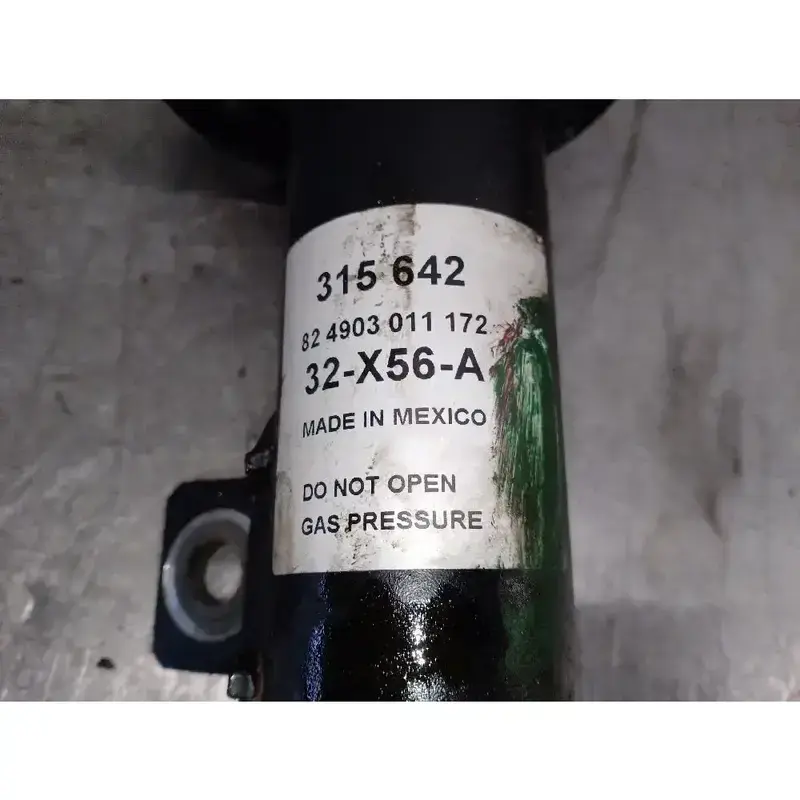 315 642
82 4903 011 172
32-X56-A
MADE IN MEXICO
DO NOT OPEN
GAS PRESSURE